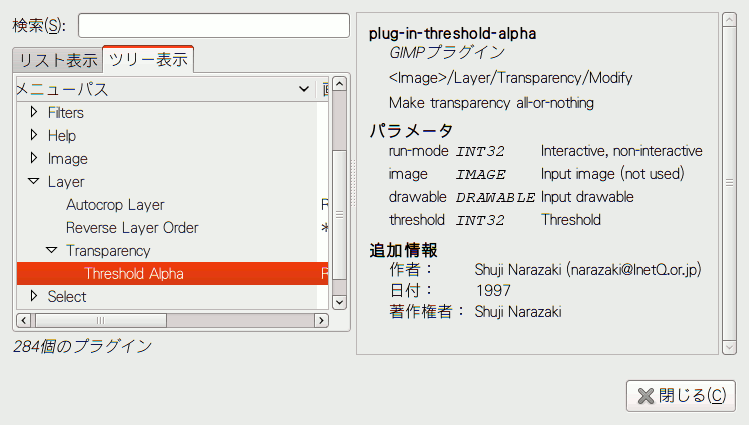 検索(S):
リスト表示 ツリー表示
メニューパス
Filters
Help
Image
Layer
Autocrop Layer
Reverse Layer Order
Transparency
Threshold Alpha
Select
284個のプラグイン
plug-in-threshold-alpha
GIMPプラグイン
<Image>/Layer/Transparency/Modify
Make transparency all-or-nothing
パラメータ
run-mode INT32 Interactive, non-interactive
image IMAGE Input image (not used)
drawable DRAWABLE Input drawable
threshold INT32 Threshold
追加情報
作者： Shuji Narazaki (narazaki@InetQ.or.jp)
日付： 1997
著作権者： Shuji Narazaki
閉じる(C)